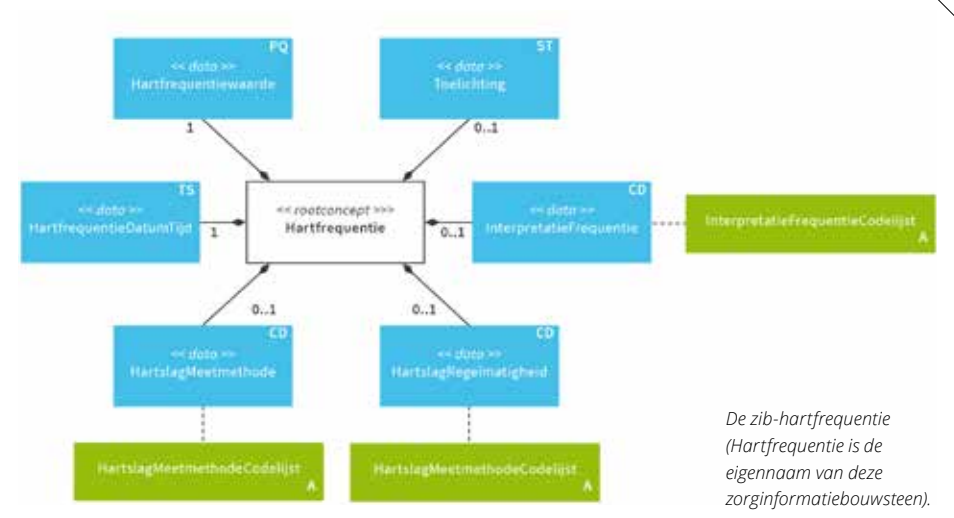 PQ
<< data >>
Hartfrequentiewaarde
1
ST
<< data >>
Toelichting
0..1
TS
<< data >>
HartfrequentieDatumTijd
1
<< rootconcept >>>
Hartfrequentie
CD
<< data >>
InterpretatieFrequentie
0..1
InterpretatieFrequentieCodelijst
A
0..1
CD
<< data >>
HartslagMeetmethode
0..1
CD
<< data >>
HartslagRegelmatigheid
HartslagMeetmethodeCodelijst
A
HartslagMeetmethodeCodelijst
A
De zib-hartfrequentie
(Hartfrequentie is de
eigennaam van deze
zorginformatiebouwsteen).